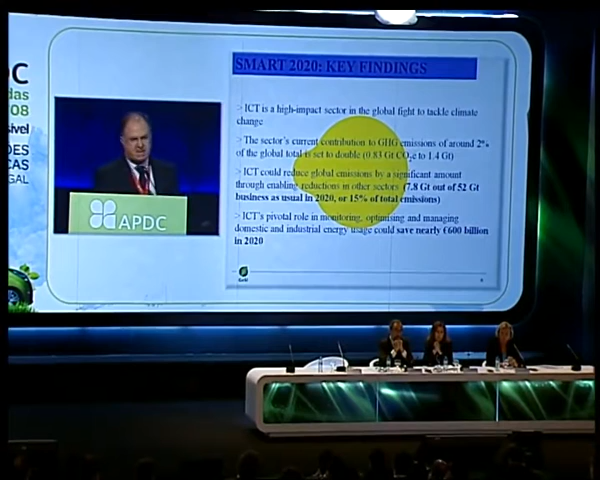 DC
das
08
sível
DES
CAS
GAL
APDC
SMART 2020: KEY FINDINGS
> ICT is a high-impact sector in the global fight to tackle climate
change
> The sector's current contribution to GHG emissions of around 2%
of the global total is set to double (0.83 Gt CO2e to 1.4 Gt)
> ICT could reduce global emissions by a significant amount
through enabling reductions in other sectors (7.8 Gt out of 52 Gt
business as usual in 2020, or 15% of total emissions)
> ICT's pivotal role in monitoring, optimising and managing
domestic and industrial energy usage could save nearly €600 billion
in 2020